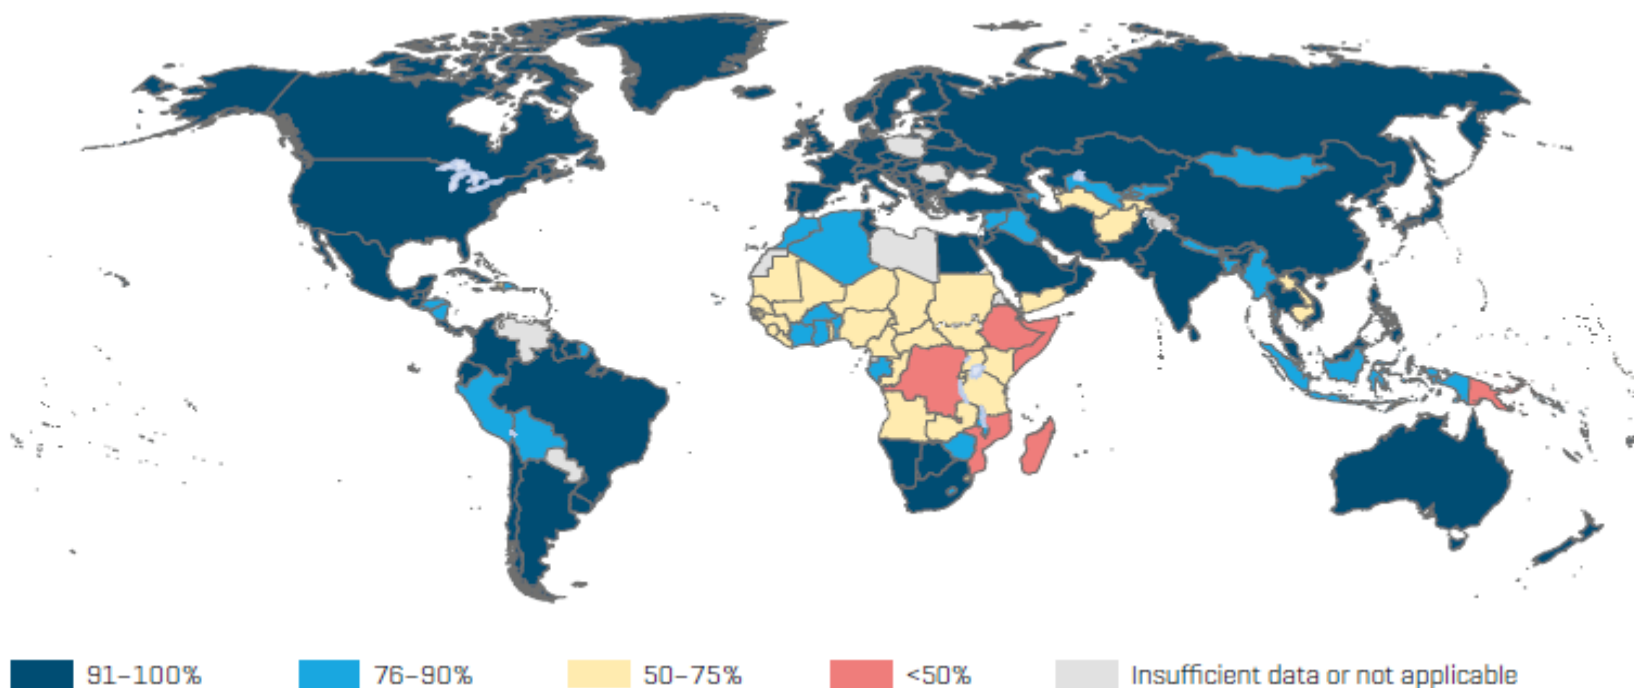 91–100%
76–90%
50–75%
<50%
Insufficient data or not applicable